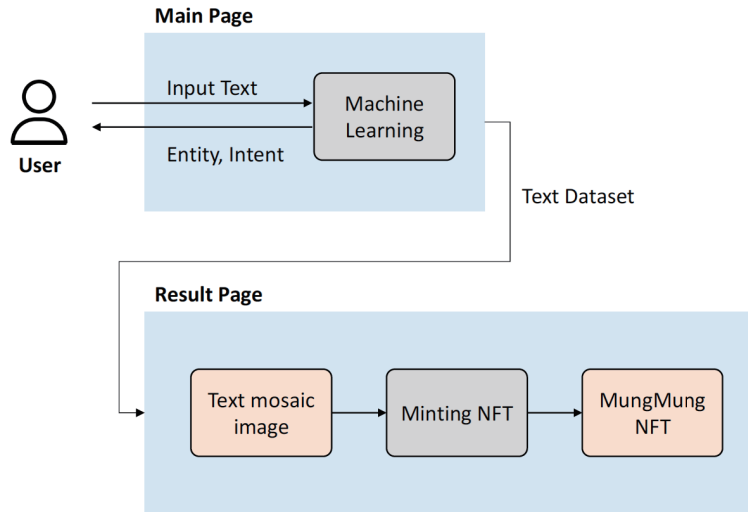 Main Page
Input Text
Machine
Learning
Entity, Intent
User
Text Dataset
Result Page
Text mosaic
image
Minting NFT
MungMung
NFT